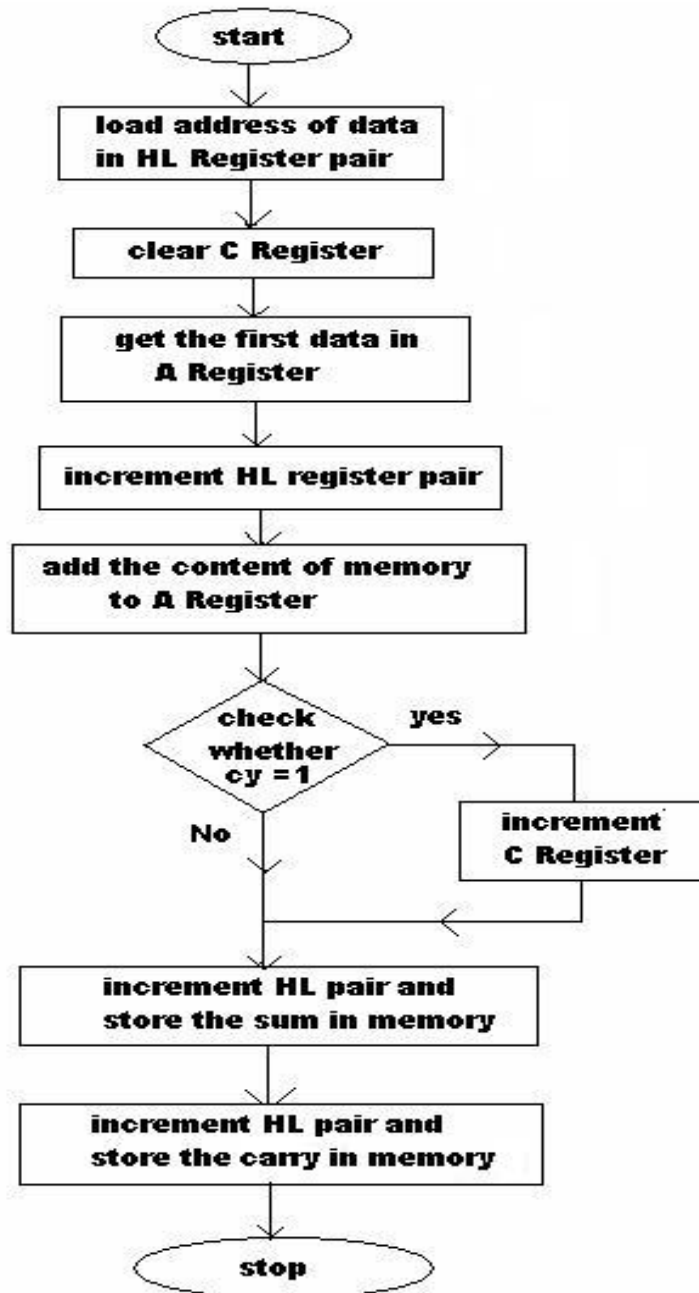 start
load address of data
in HL Register pair
clear C Register
get the first data in
A Register
increment HL register pair
add the content of memory
to A Register
check
whether
cy =1
yes
No
increment
C Register
increment HL pair and
store the sum in memory
increment HL pair and
store the carry in memory
stop